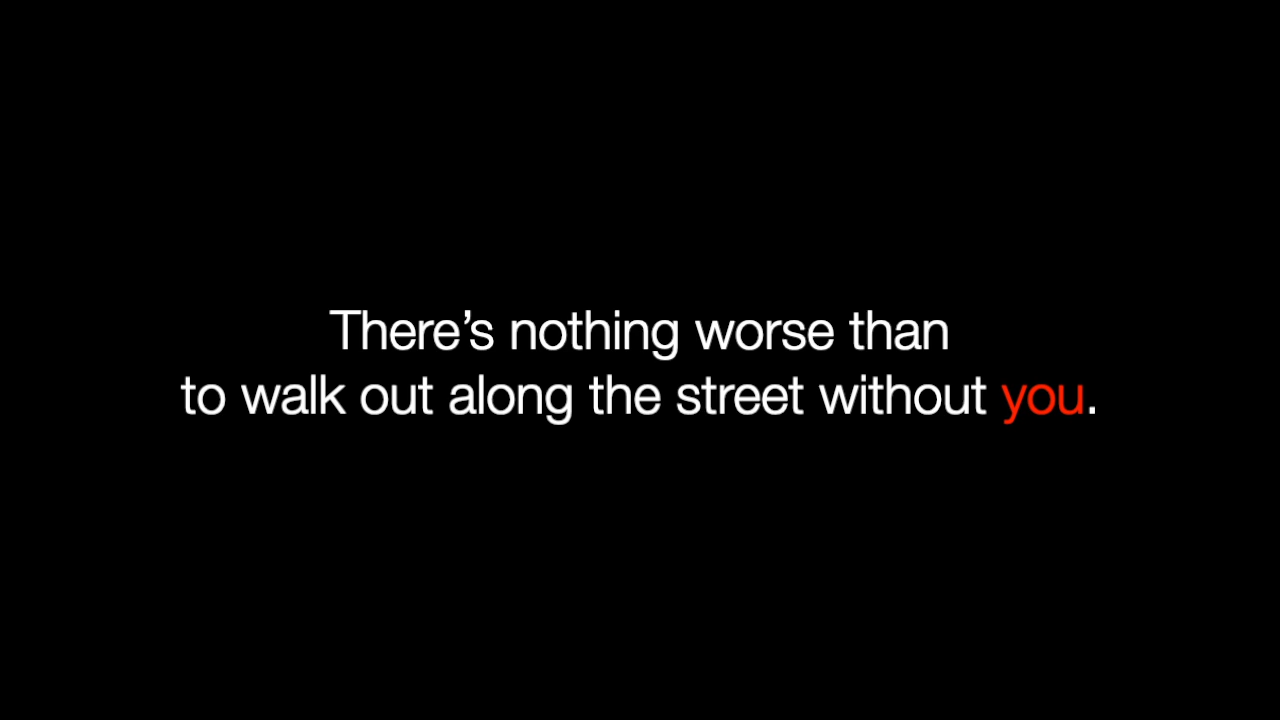 There’s nothing worse than
to walk out along the street without you.